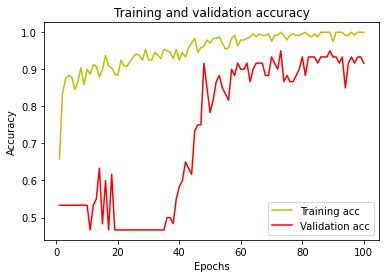 Training and validation accuracy
Accuracy
1.0
0.9
0.8
0.7
0.6
0.5
0
20
40
60
80
100
Epochs
Training acc
Validation acc